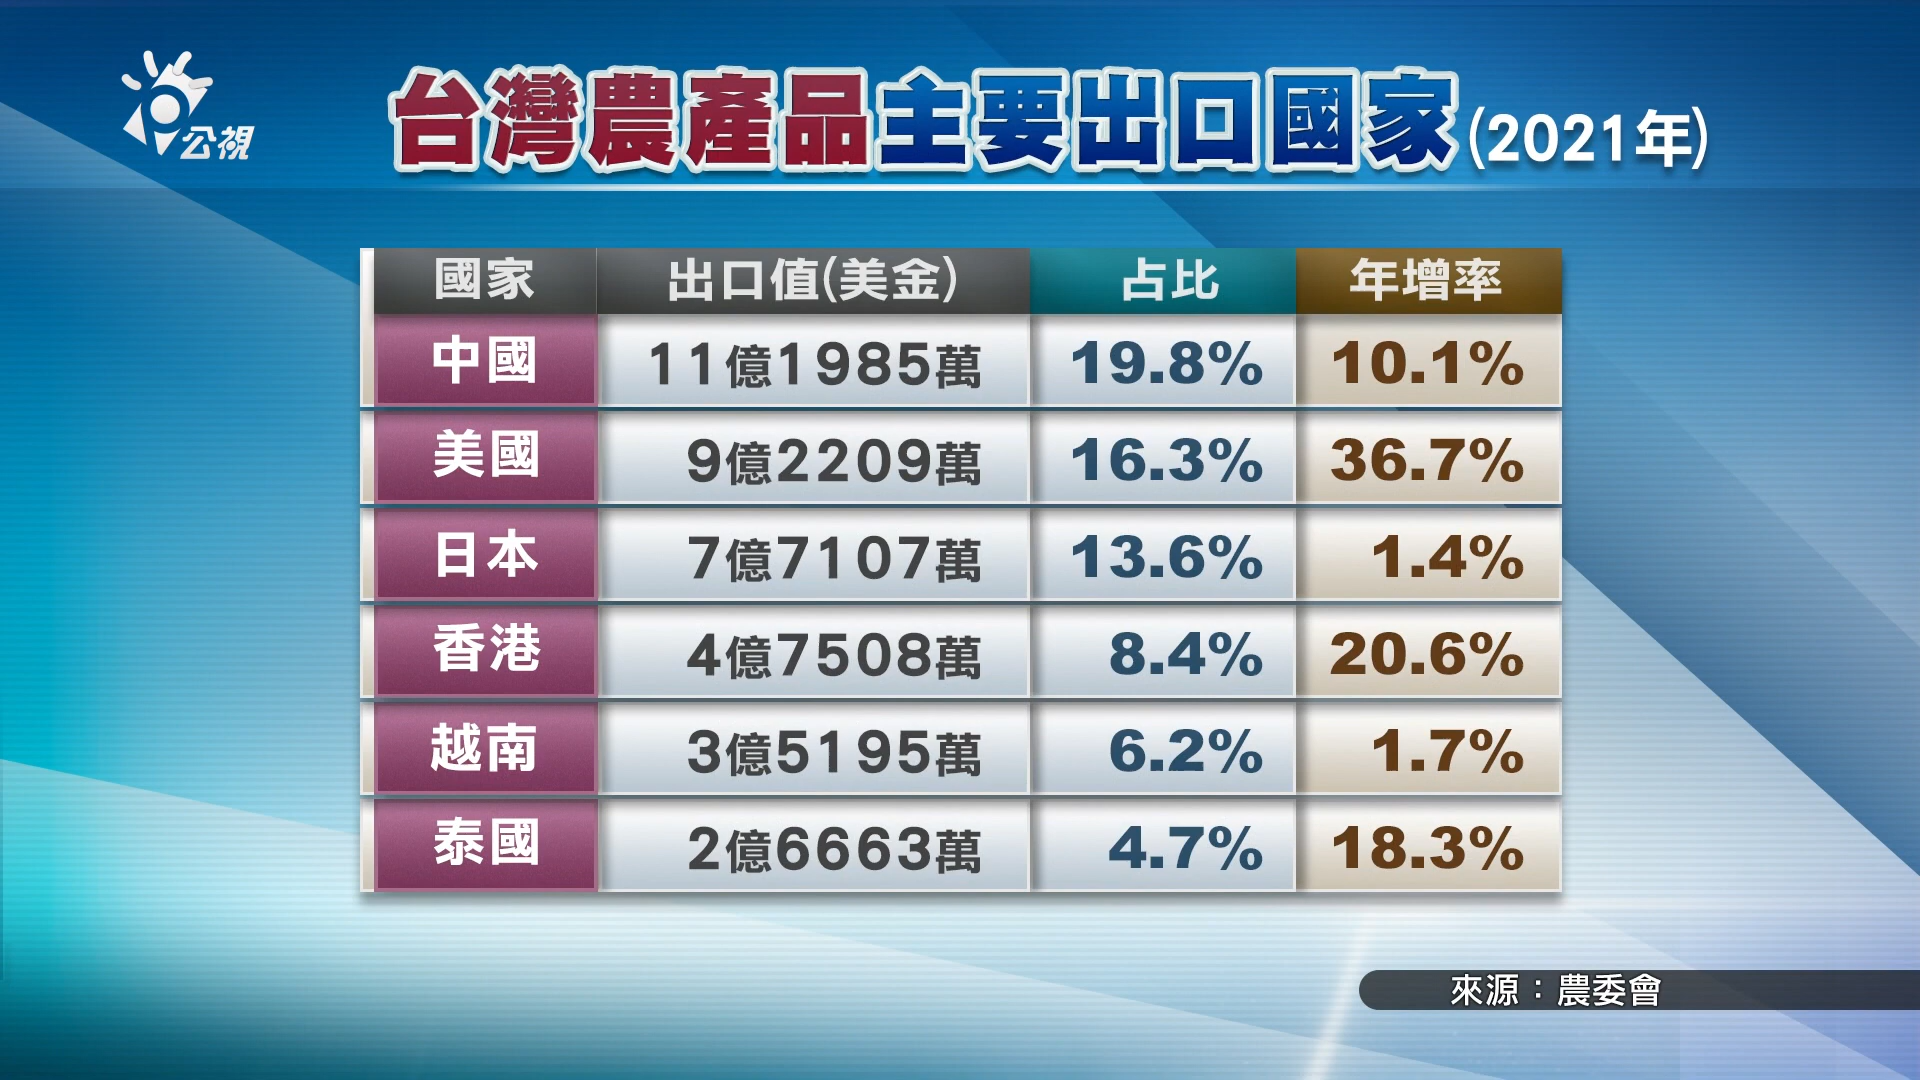 公視
台灣農產品主要出口國家(2021年)
國家 出口值(美金) 占比 年增率
中國 11億1985萬 19.8% 10.1%
美國 9億2209萬 16.3% 36.7%
日本 7億7107萬 13.6% 1.4%
香港 4億7508萬 8.4% 20.6%
越南 3億5195萬 6.2% 1.7%
泰國 2億6663萬 4.7% 18.3%
來源：農委會